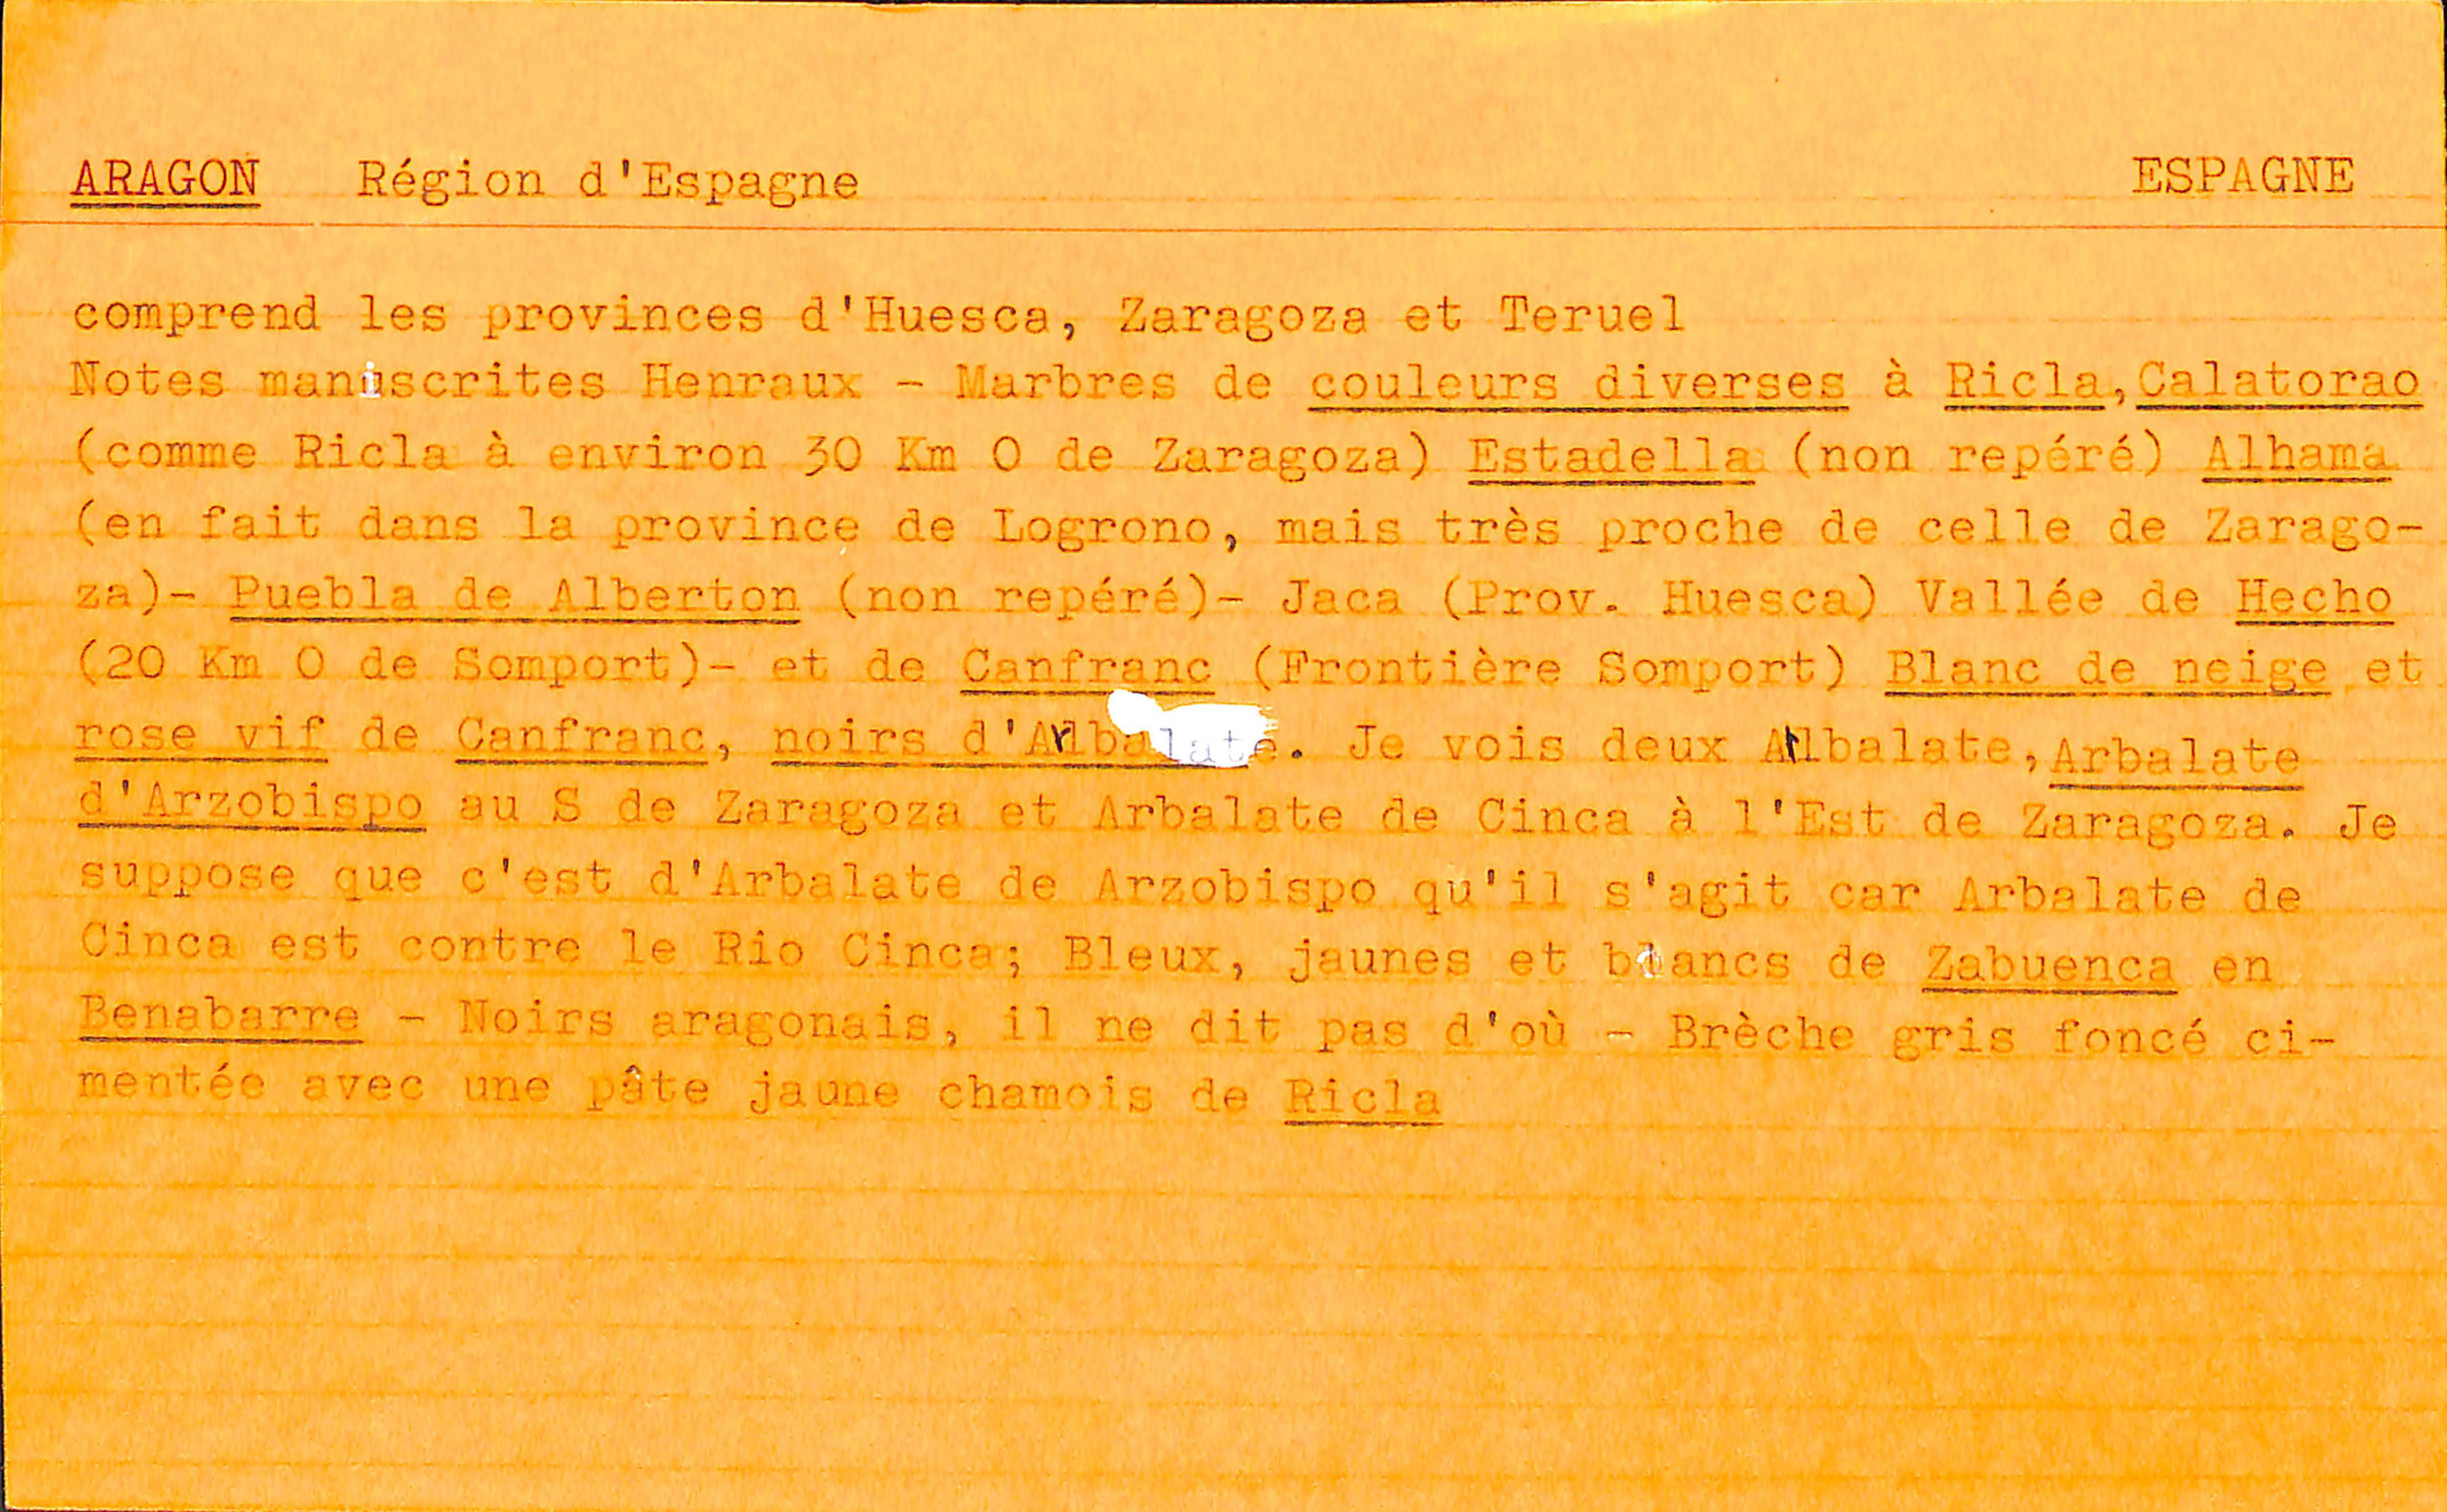 ARAGON Région d'Espagne ESPAGNE
comprend les provinces d'Huesca, Zaragoza et Teruel
Notes manuscrites Henraux - Marbres de couleurs diverses à Ricla, Calatorao
(comme Ricla à environ 30 Km O de Zaragoza) Estadella (non repéré) Alhama
(en fait dans la province de Logrono, mais très proche de celle de Zarago-
za)- Puebla de Alberton (non repéré)- Jaca (Prov. Huesca) Vallée de Hecho
(20 Km O de Somport)- et de Canfranc (Frontière Somport) Blanc de neige et
rose vif de Canfranc, noirs d'Arbalate. Je vois deux Arbalate, Arbalate
d'Arzobispo au S de Zaragoza et Arbalate de Cinca à l'Est de Zaragoza. Je
suppose que c'est d'Arbalate de Arzobispo qu'il s'agit car Arbalate de
Cinca est contre le Rio Cinca; Bleux, jaunes et blancs de Zabuenca en
Benabarre - Noirs aragonais, il ne dit pas d'où - Brèche gris foncé ci-
mentée avec une pâte jaune chamois de Ricla